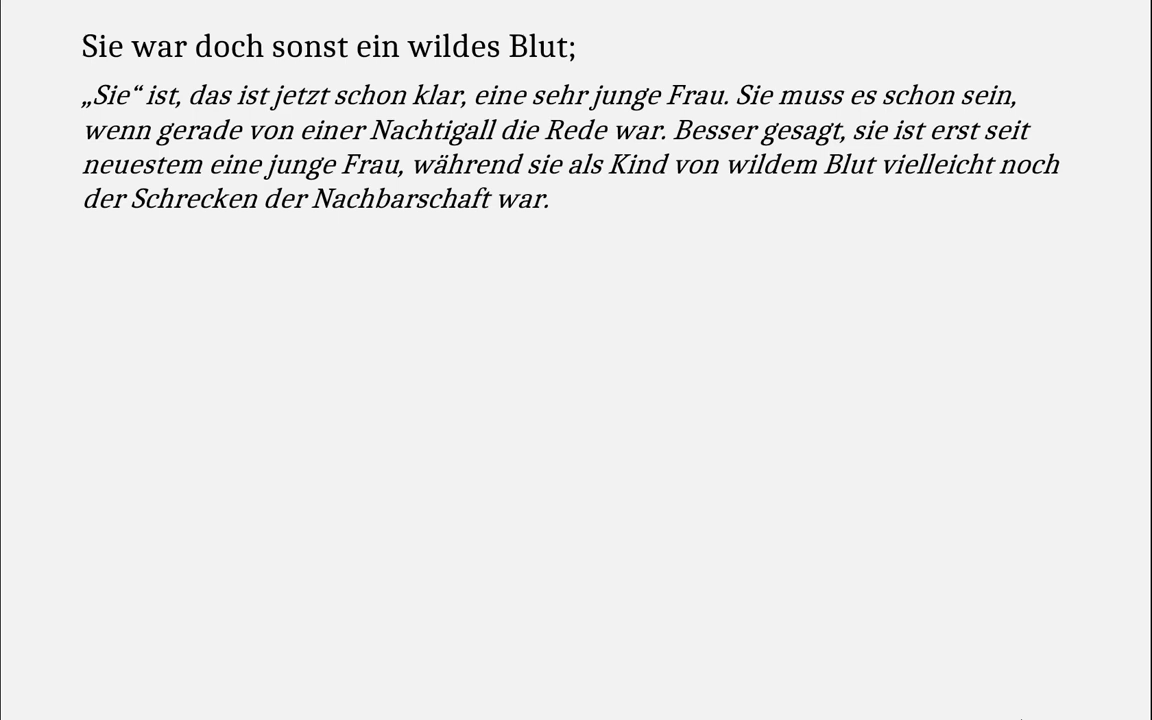 Sie war doch sonst ein wildes Blut;
„Sie“ ist, das ist jetzt schon klar, eine sehr junge Frau. Sie muss es schon sein,
wenn gerade von einer Nachtigall die Rede war. Besser gesagt, sie ist erst seit
neuestem eine junge Frau, während sie als Kind von wildem Blut vielleicht noch
der Schrecken der Nachbarschaft war.